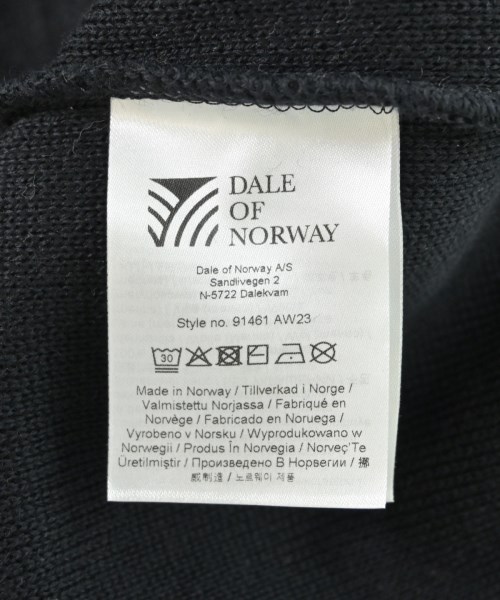 DALE
OF
NORWAY
Dale of Norway A/S
Sandlivegen 2
N-5722 Dalekvam
Style no. 91461 AW23
30
Made in Norway / Tillverkad i Norge /
Valmistettu Norjassa / Fabriqué en
Norvège / Fabricado en Noruega /
Vyrobeno v Norsku / Wyprodukowano w
Norwegii / Produs În Norvegia / Norveç'Te
Üretilmiştir / Произведено В Норвегии / 挪
威制造 / 노르웨이 제품